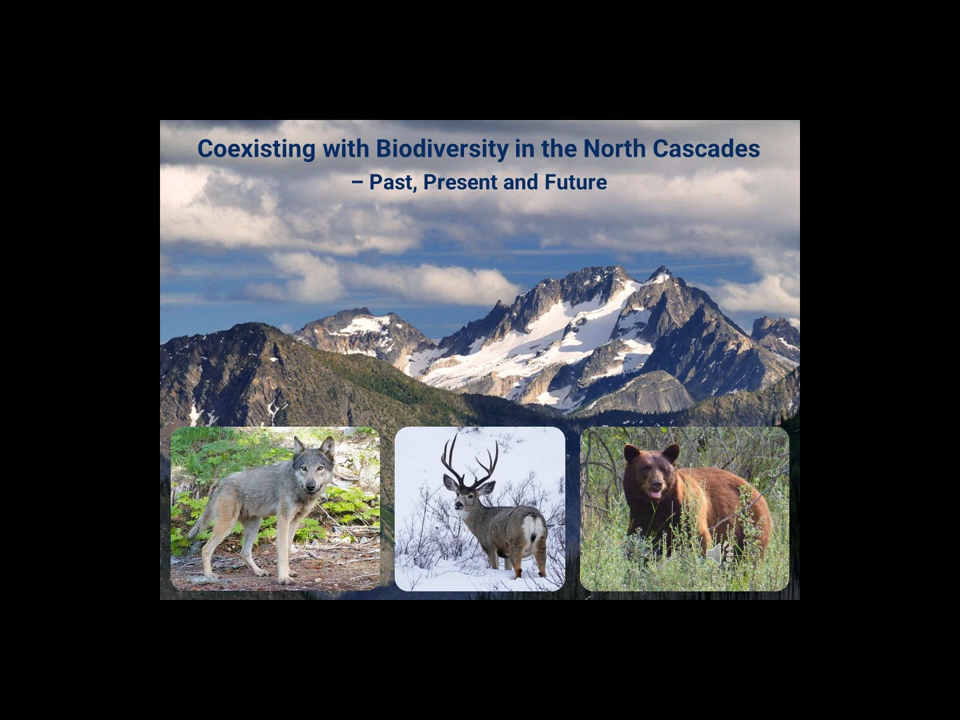 Coexisting with Biodiversity in the North Cascades
– Past, Present and Future